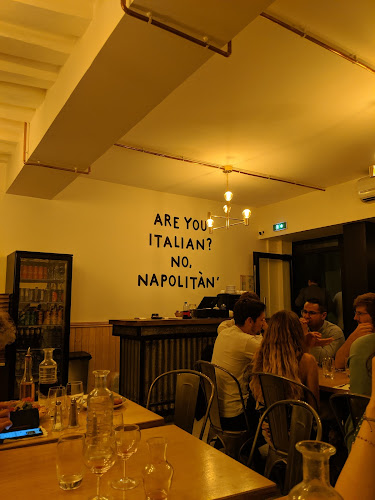 ARE YOU
ITALIAN?
NO,
NAPOLITÀN'